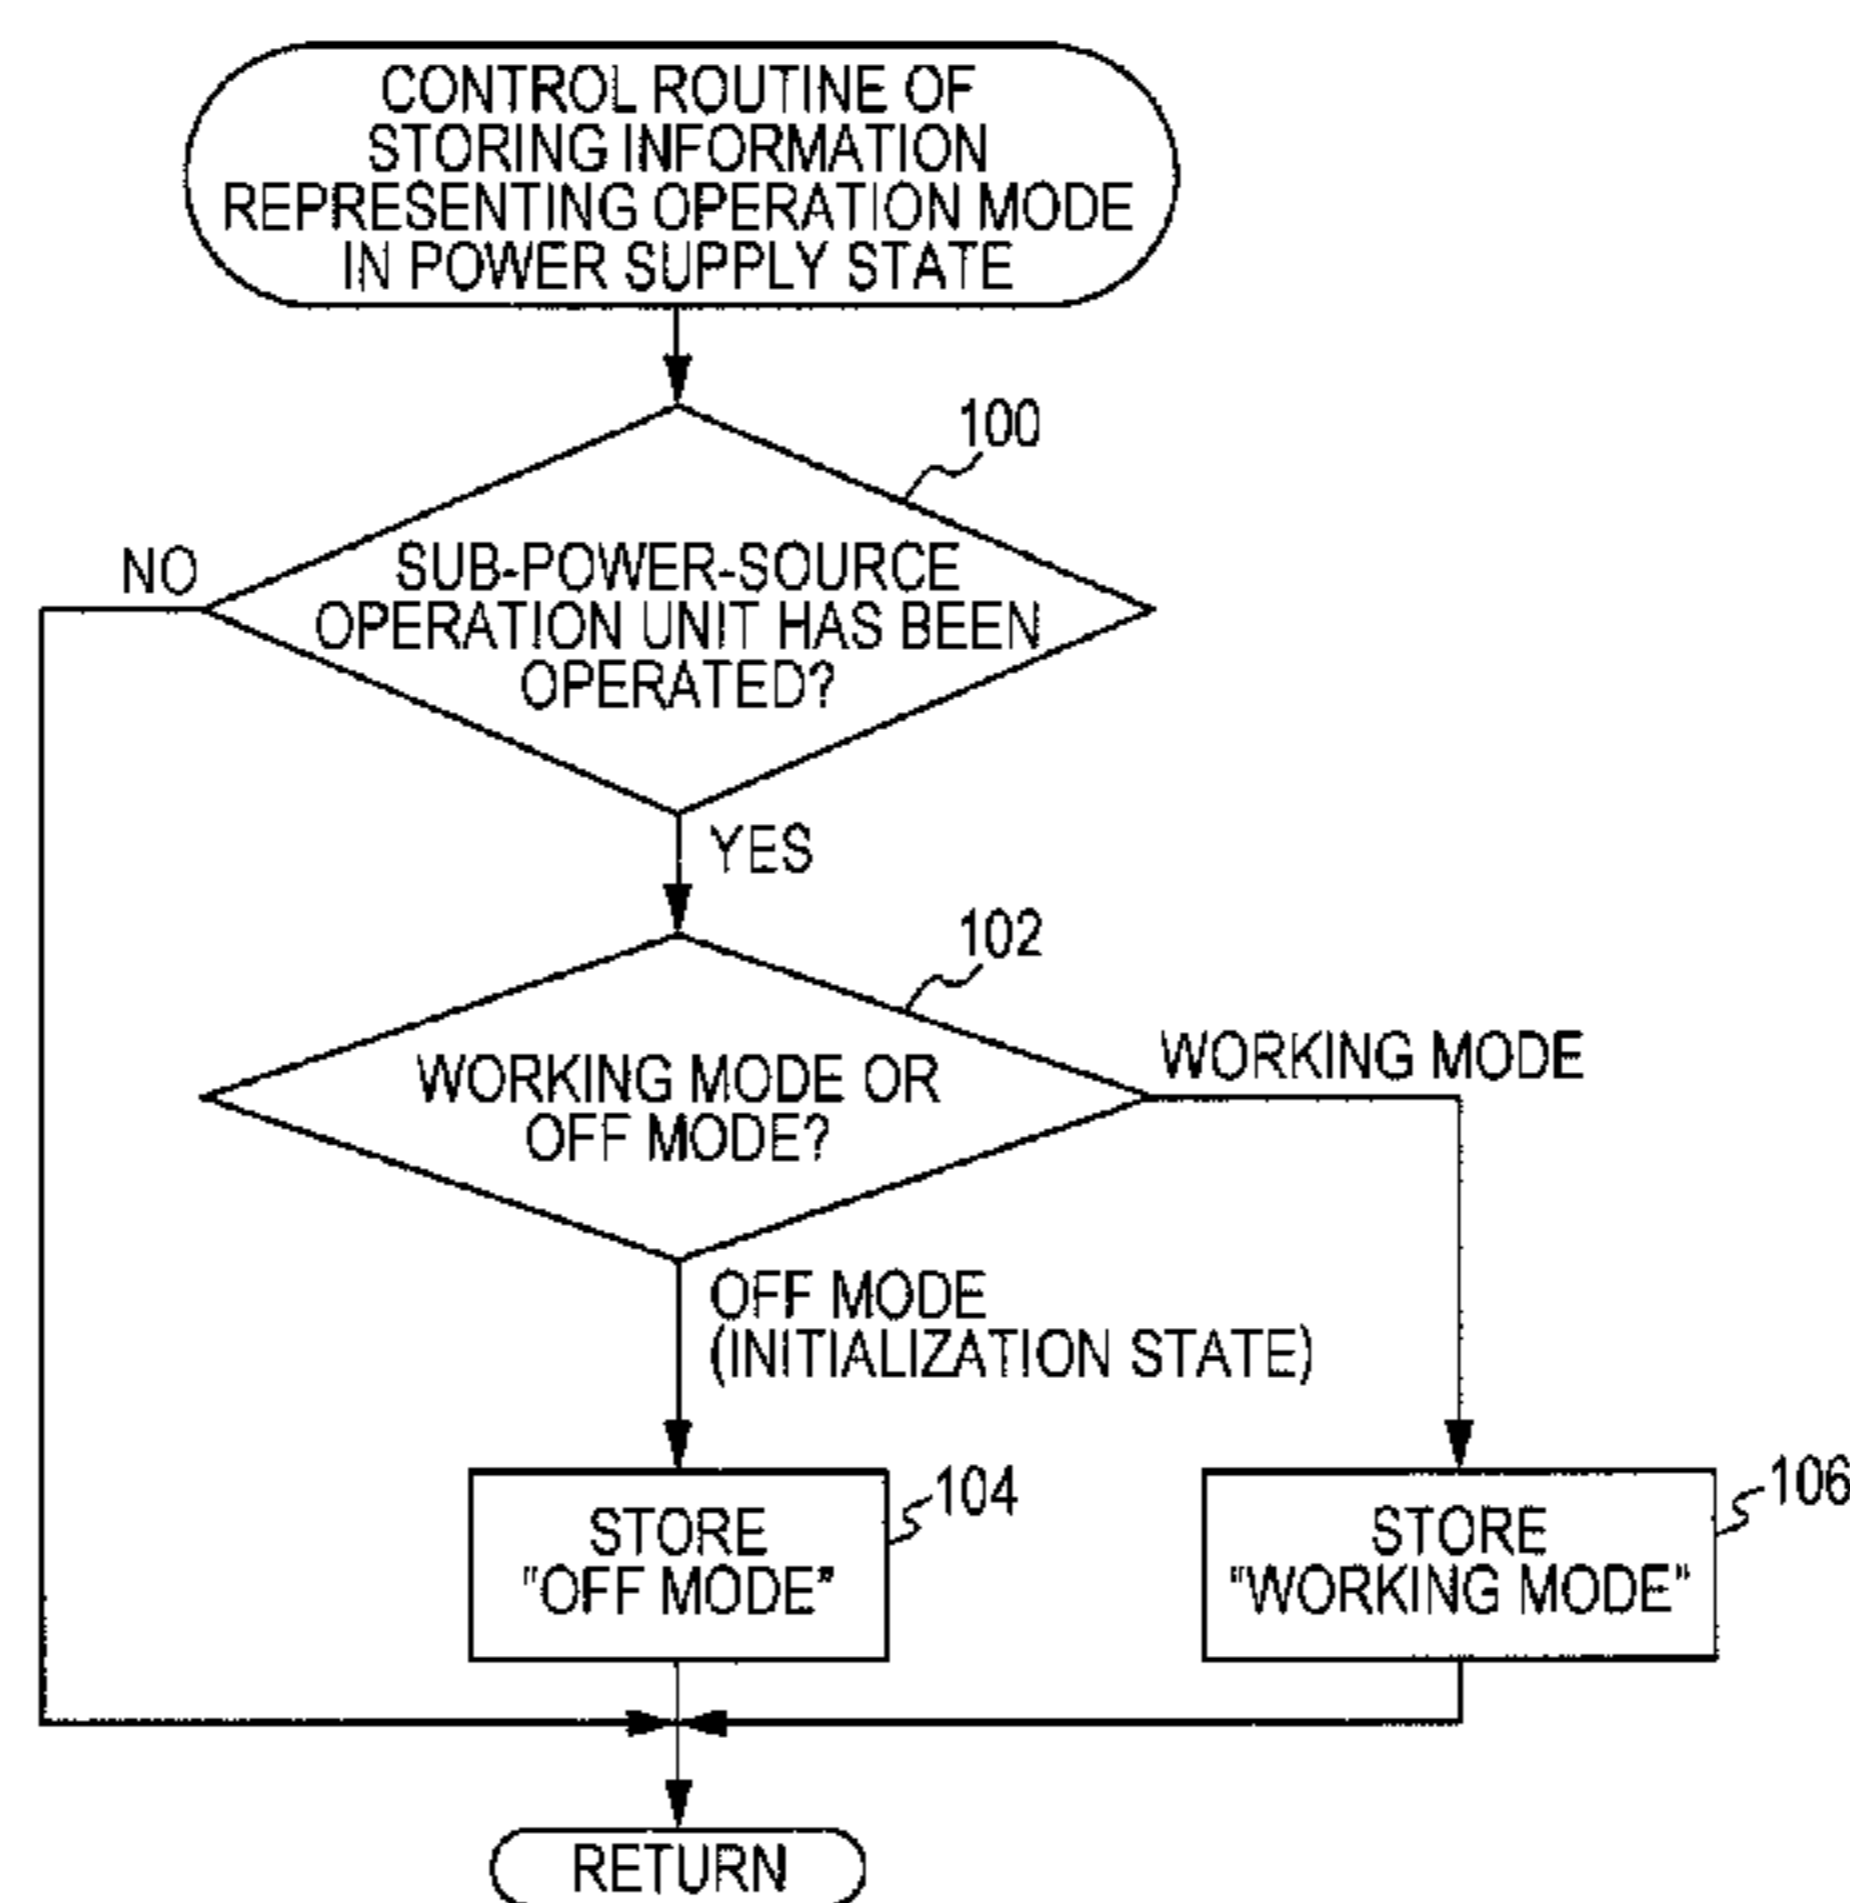 CONTROL ROUTINE OF
STORING INFORMATION
REPRESENTING OPERATION MODE
IN POWER SUPPLY STATE
100
NO
SUB-POWER-SOURCE
OPERATION UNIT HAS BEEN
OPERATED?
YES
102
WORKING MODE
WORKING MODE OR
OFF MODE?
OFF MODE
(INITIALIZATION STATE)
104
STORE
"OFF MODE"
106
STORE
"WORKING MODE"
RETURN